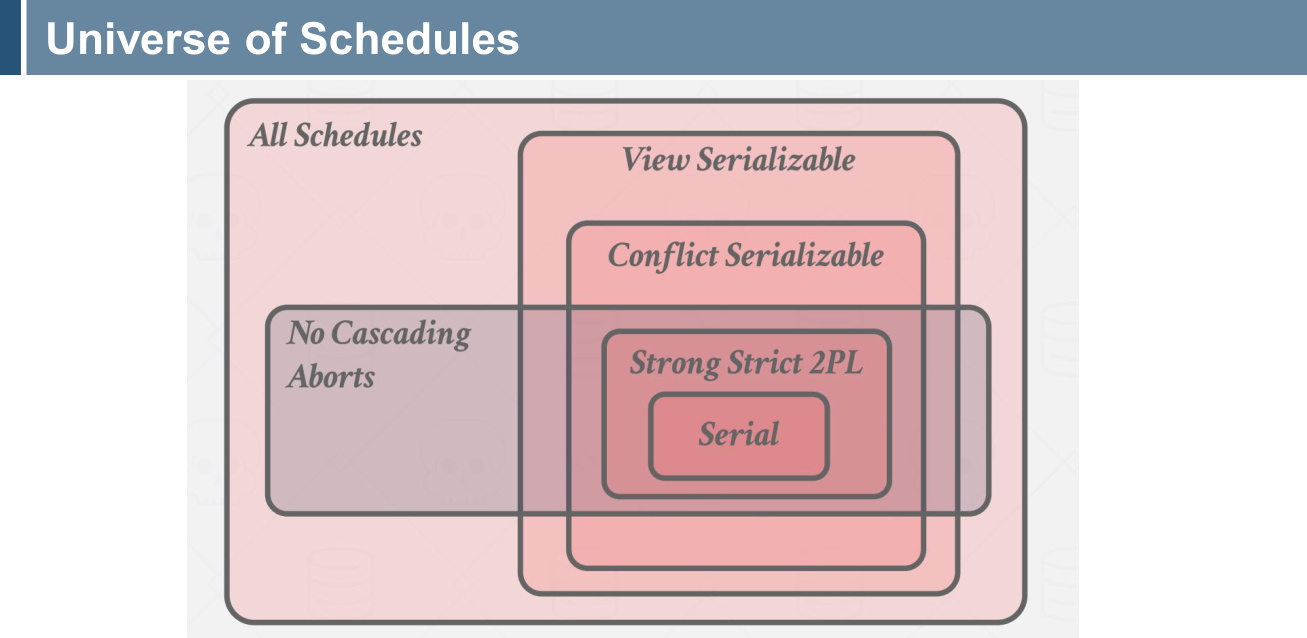 Universe of Schedules
All Schedules
View Serializable
Conflict Serializable
No Cascading
Aborts
Strong Strict 2PL
Serial